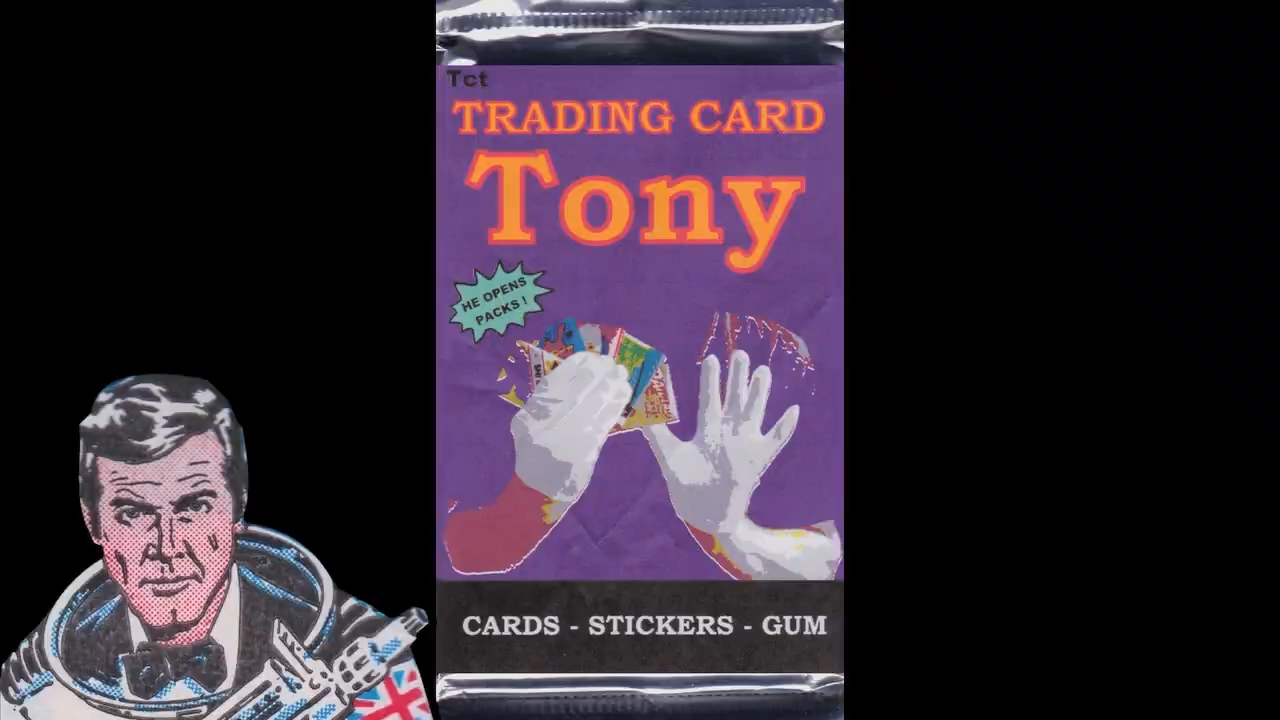 Tct
TRADING CARD
Tony
HE OPENS
PACKS!
CARDS - STICKERS - GUM